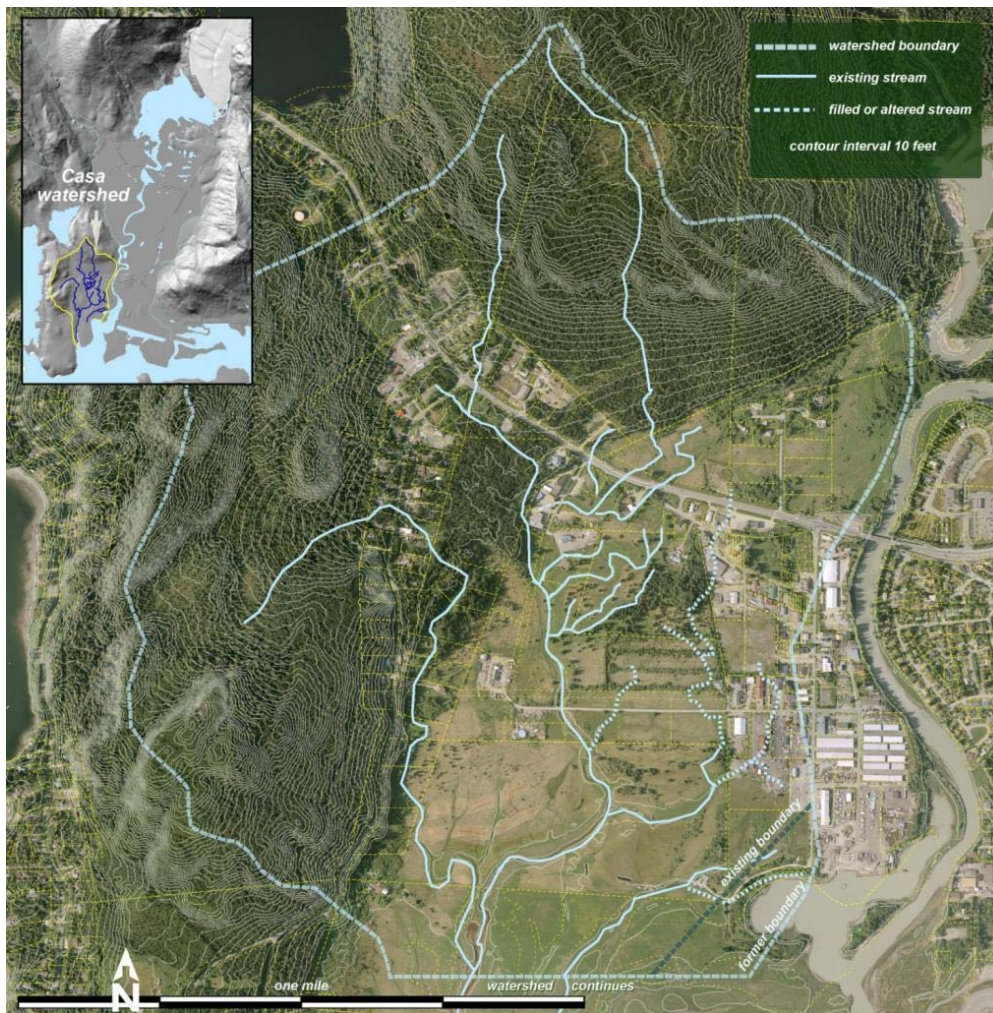 Casa
watershed
watershed boundary
existing stream
filled or altered stream
contour interval 10 feet
existing boundary
former boundary
N
one mile
watershed continues